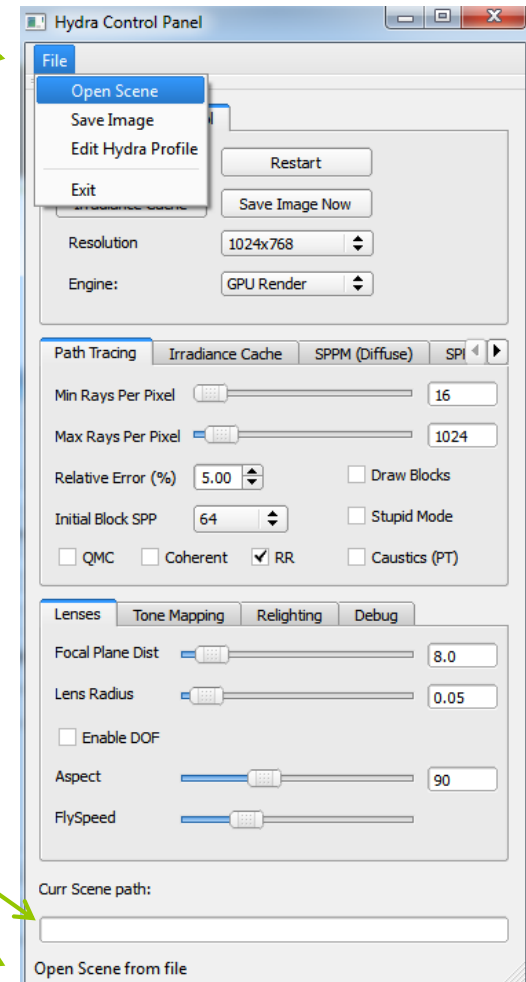 Hydra Control Panel
File
Open Scene
Save Image
Edit Hydra Profile
Exit
Restart
Irradiance Cache Save Image Now
Resolution 1024x768
Engine: GPU Render
Path Tracing Irradiance Cache SPPM (Diffuse)
Min Rays Per Pixel 16
Max Rays Per Pixel 1024
Relative Error (%) 5.00 Draw Blocks
Initial Block SPP 64 Stupid Mode
QMC Coherent RR Caustics (PT)
Lenses Tone Mapping Relighting Debug
Focal Plane Dist 8.0
Lens Radius 0.05
Enable DOF
Aspect 90
FlySpeed
Curr Scene path:
Open Scene from file